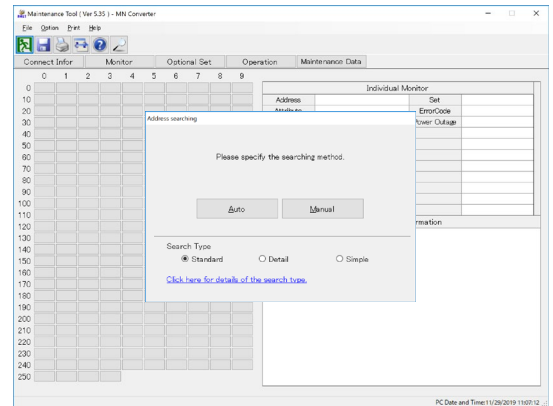 Maintenance Tool ( Ver 5.35 ) - MN Converter
File Option Print Help
Connect Infor Monitor Optional Set Operation Maintenance Data
0 1 2 3 4 5 6 7 8 9
0
10
20
30
40
50
60
70
80
90
100
110
120
130
140
150
160
170
180
190
200
210
220
230
240
250
Individual Monitor
Address Set
Attribute ErrorCode
Power Outage
rmation
Address searching
Please specify the searching method.
Auto Manual
Search Type
Standard Detail Simple
Click here for details of the search type.
PC Date and Time:11/29/2019 11:07:12